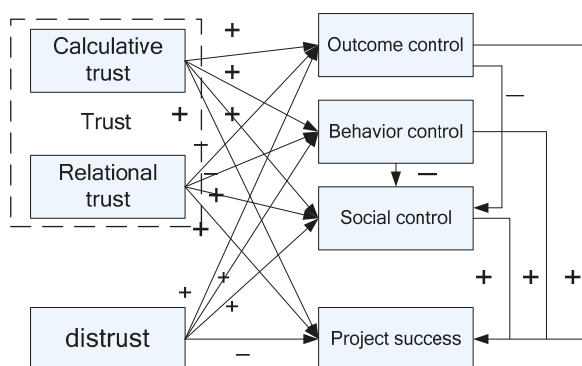 Calculative
trust
Trust
Relational
trust
distrust
Outcome control
Behavior control
Social control
Project success
+
+
+
+
−
−
+
+
+
+
+
−
−
−
+
+
+